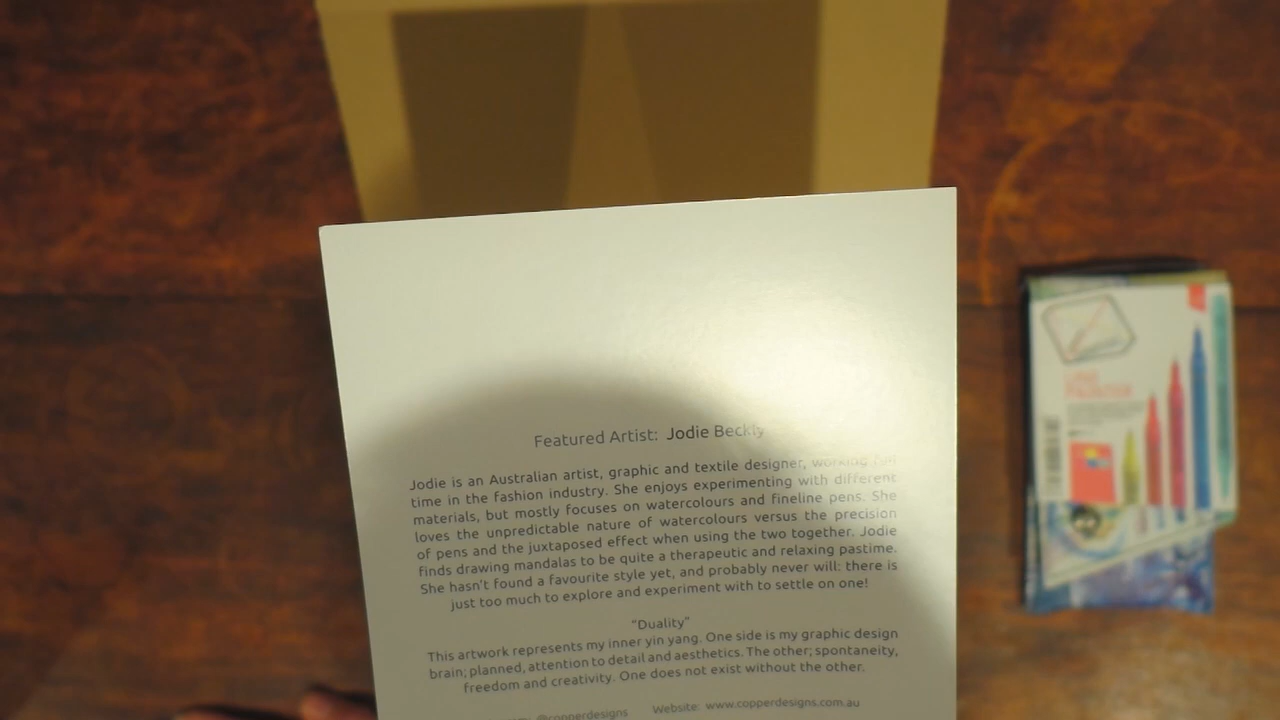 Featured Artist: Jodie Beckly
Jodie is an Australian artist, graphic and textile designer, working full
time in the fashion industry. She enjoys experimenting with different
materials, but mostly focuses on watercolours and fineline pens. She
loves the unpredictable nature of watercolours versus the precision
of pens and the juxtaposed effect when using the two together. Jodie
finds drawing mandalas to be quite a therapeutic and relaxing pastime.
She hasn't found a favourite style yet, and probably never will: there is
just too much to explore and experiment with to settle on one!
"Duality"
This artwork represents my inner yin yang. One side is my graphic design
brain; planned, attention to detail and aesthetics. The other; spontaneity,
freedom and creativity. One does not exist without the other.
@copperdesigns Website: www.copperdesigns.com.au